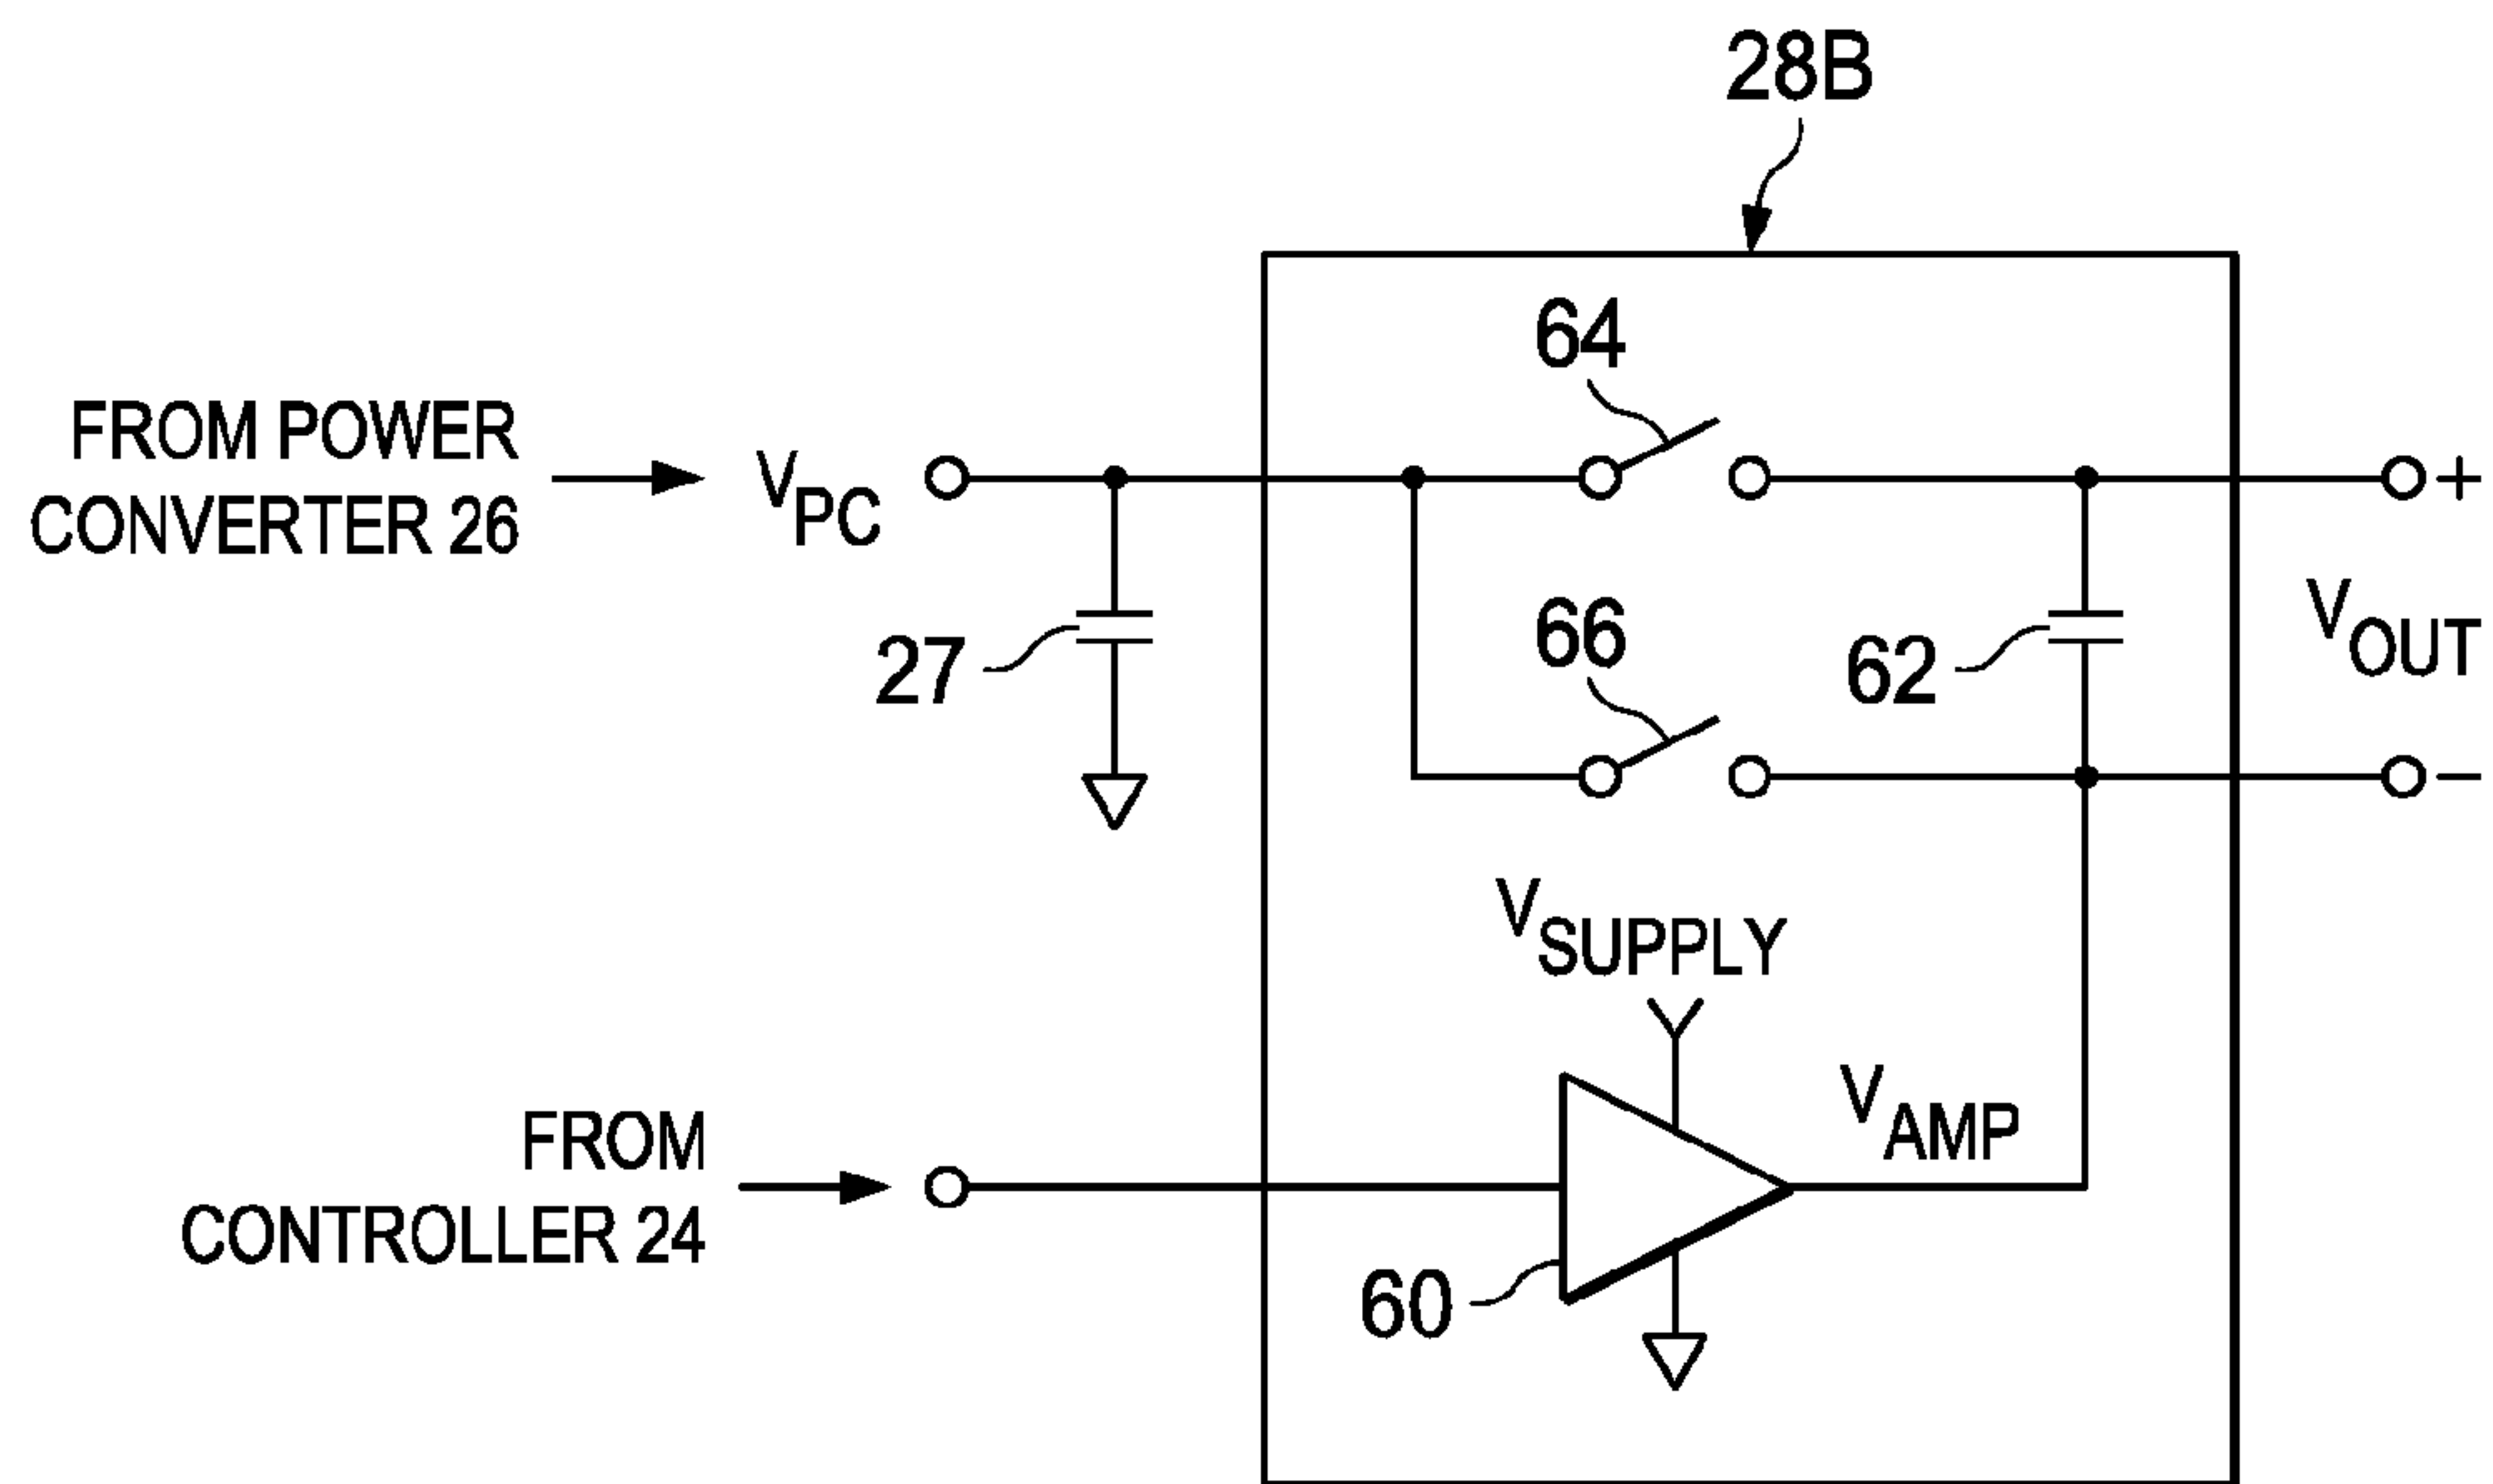 28B
64
FROM POWER
CONVERTER 26
VPC
+
27
66
62
VOUT
−
VSUPPLY
VAMP
FROM
CONTROLLER 24
60